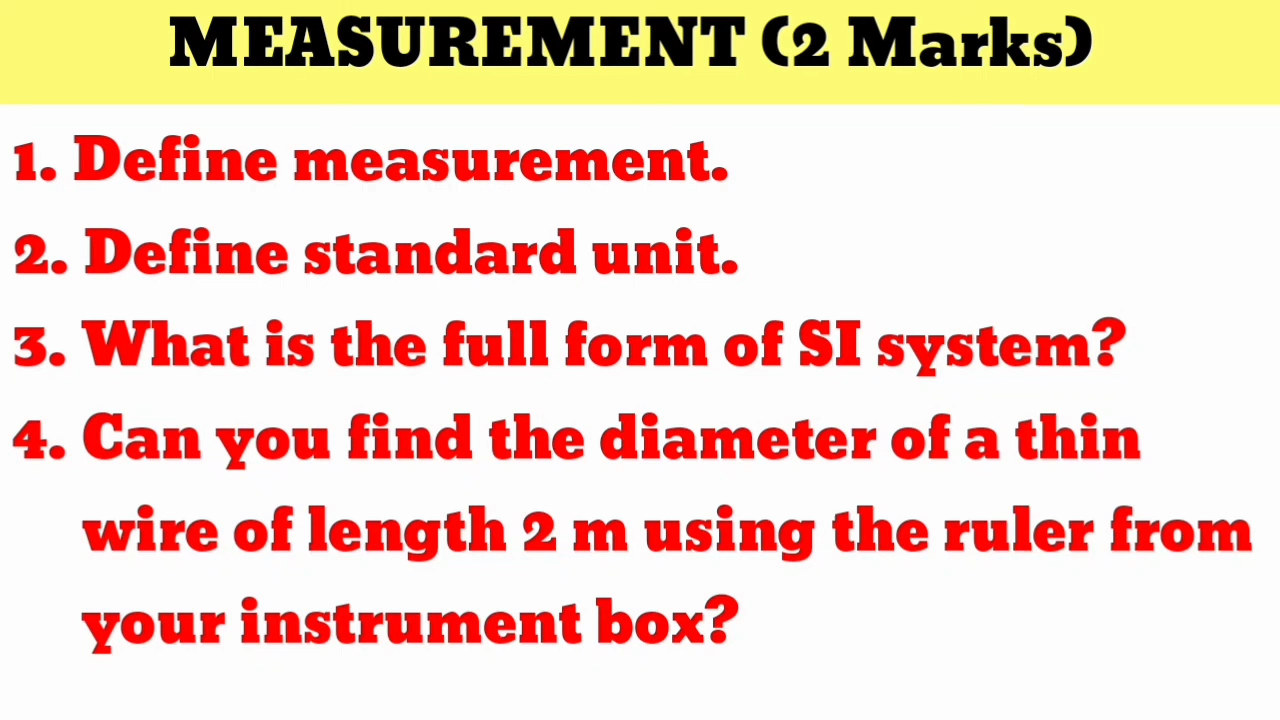 MEASUREMENT (2 Marks)
1. Define measurement.
2. Define standard unit.
3. What is the full form of SI system?
4. Can you find the diameter of a thin
wire of length 2 m using the ruler from
your instrument box?